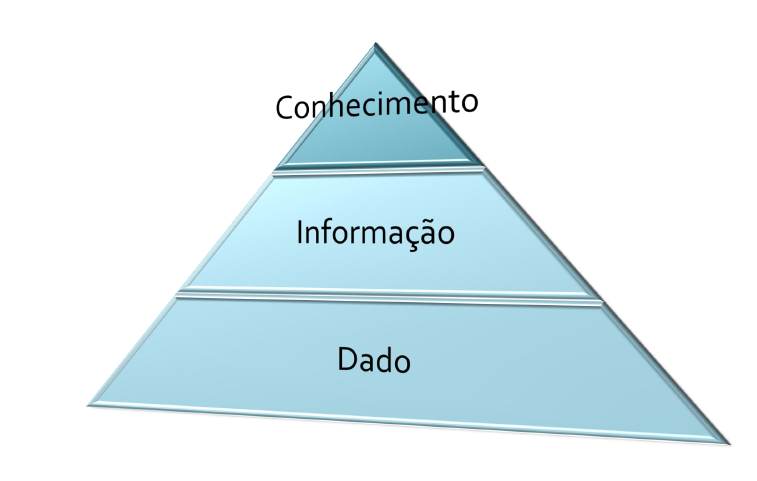 Conhecimento
Informação
Dado